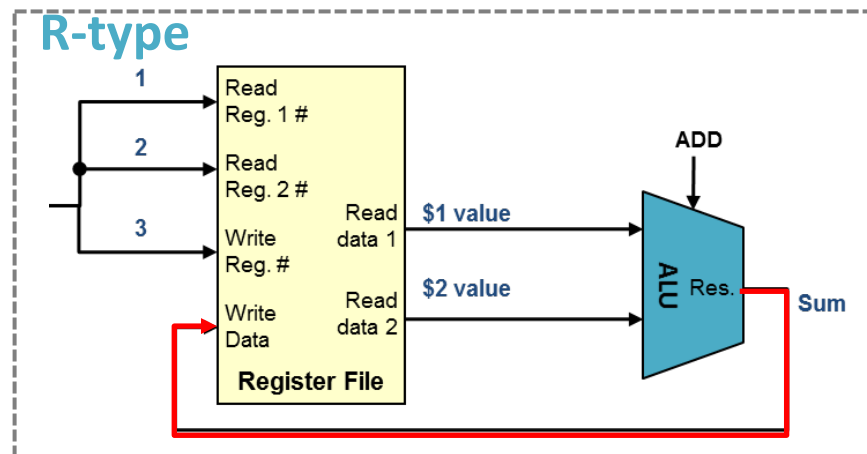 R-type
1
Read
Reg. 1 #
2
Read
Reg. 2 #
3
Write
Reg. #
Write
Data
Read
data 1
Read
data 2
Register File
$1 value
$2 value
ADD
ALU
Res.
Sum